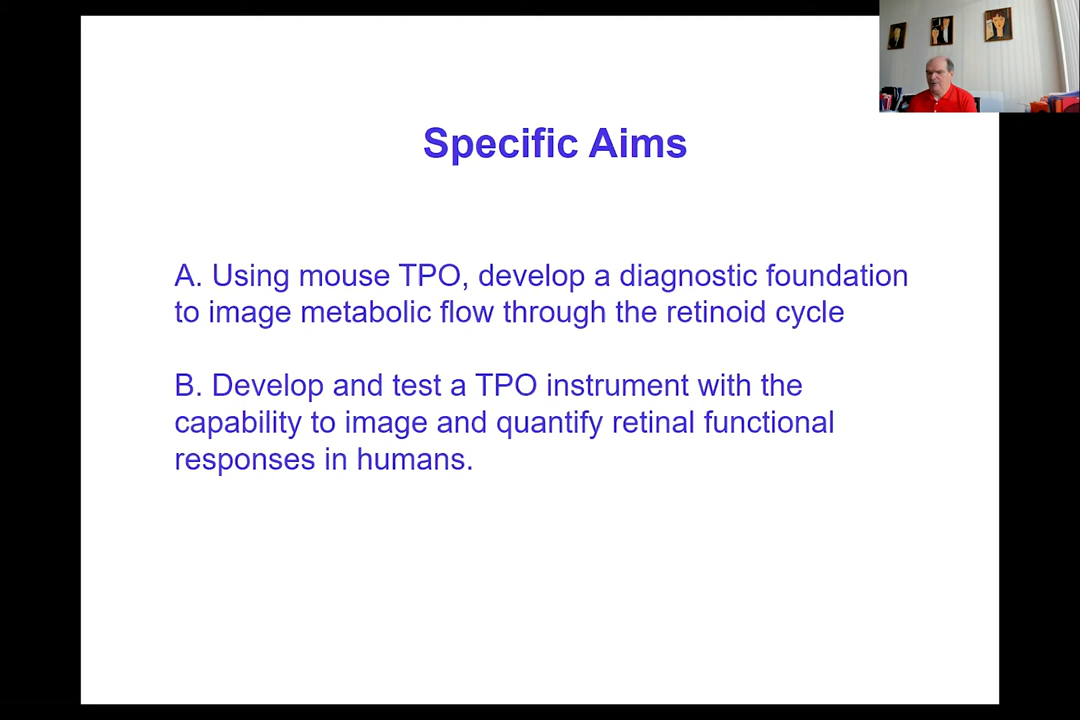 Specific Aims
A. Using mouse TPO, develop a diagnostic foundation
to image metabolic flow through the retinoid cycle
B. Develop and test a TPO instrument with the
capability to image and quantify retinal functional
responses in humans.